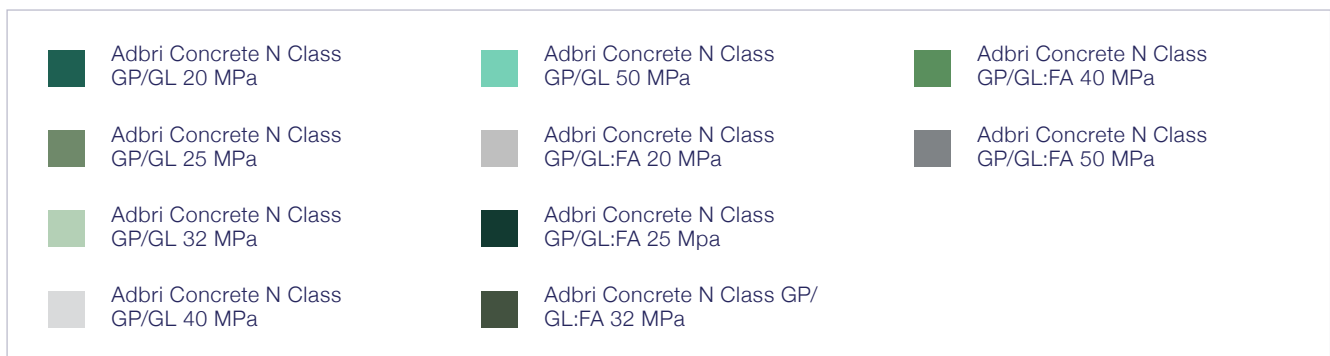 Adbri Concrete N Class
GP/GL 20 MPa
Adbri Concrete N Class
GP/GL 25 MPa
Adbri Concrete N Class
GP/GL 32 MPa
Adbri Concrete N Class
GP/GL 40 MPa
Adbri Concrete N Class
GP/GL 50 MPa
Adbri Concrete N Class
GP/GL:FA 20 MPa
Adbri Concrete N Class
GP/GL:FA 25 Mpa
Adbri Concrete N Class GP/
GL:FA 32 MPa
Adbri Concrete N Class
GP/GL:FA 40 MPa
Adbri Concrete N Class
GP/GL:FA 50 MPa